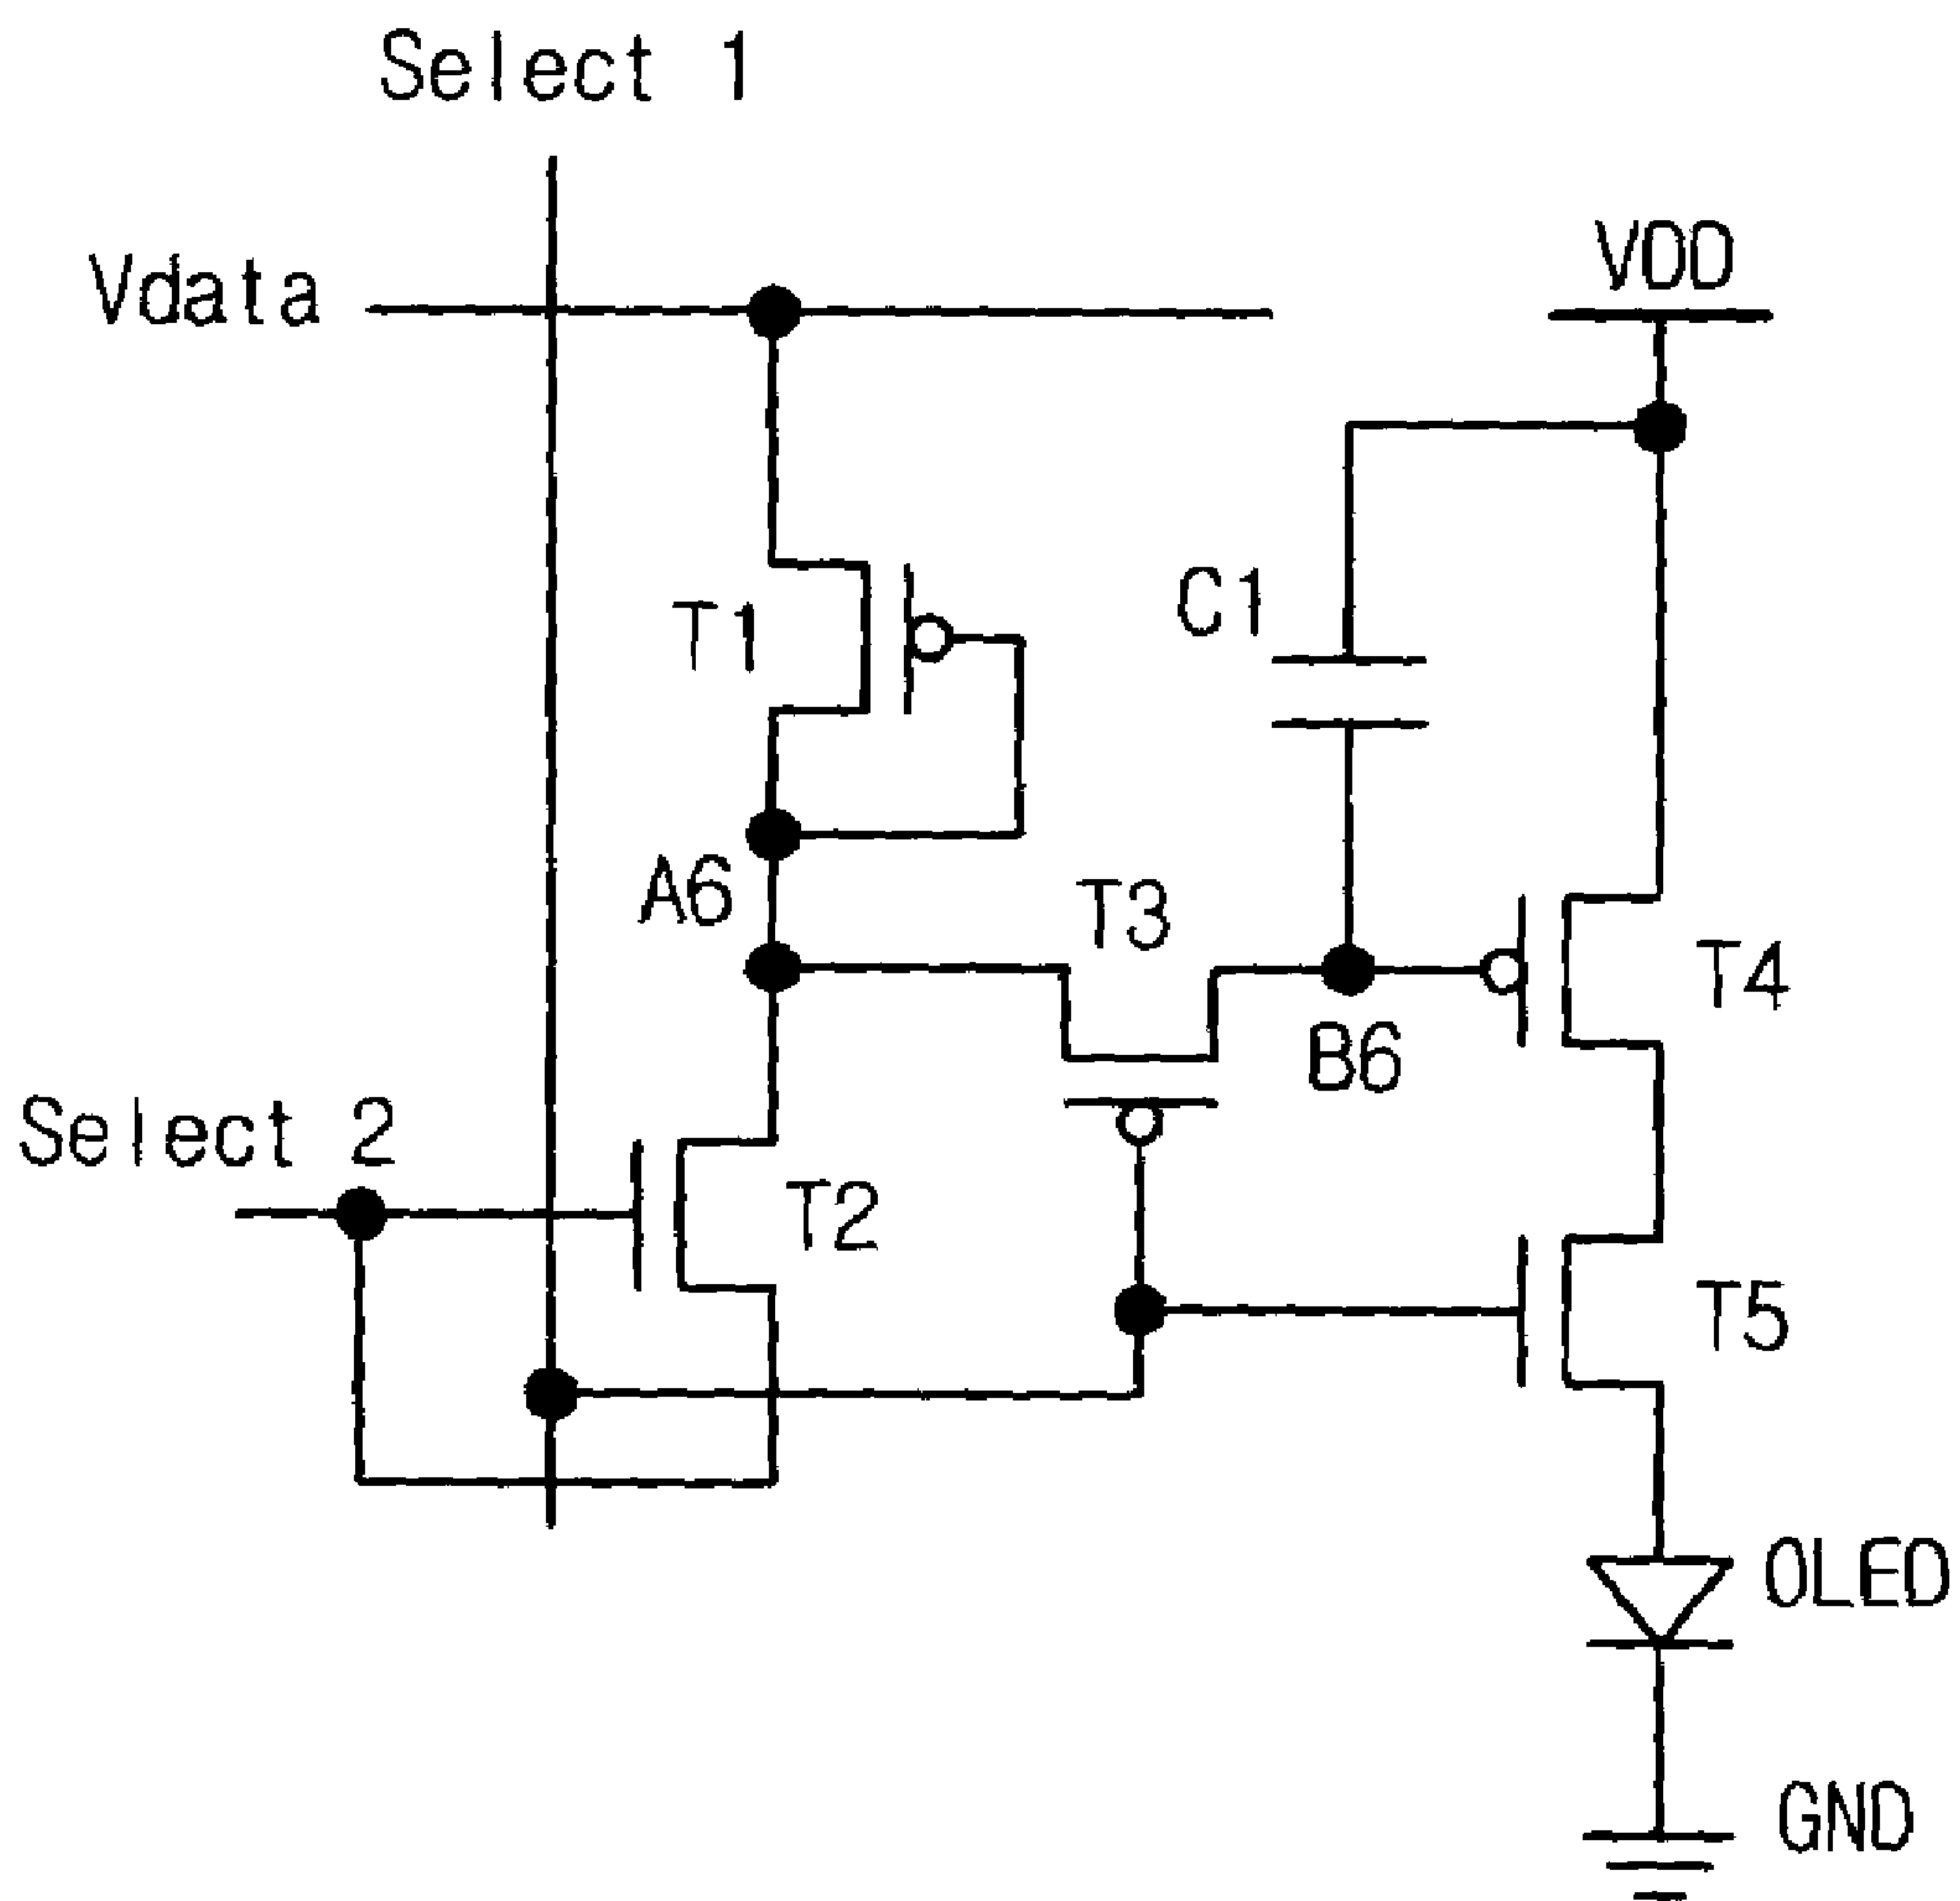 Select 1
Vdata
VDD
T1
C1
A6
T3
T4
B6
Select 2
T2
T5
OLED
GND